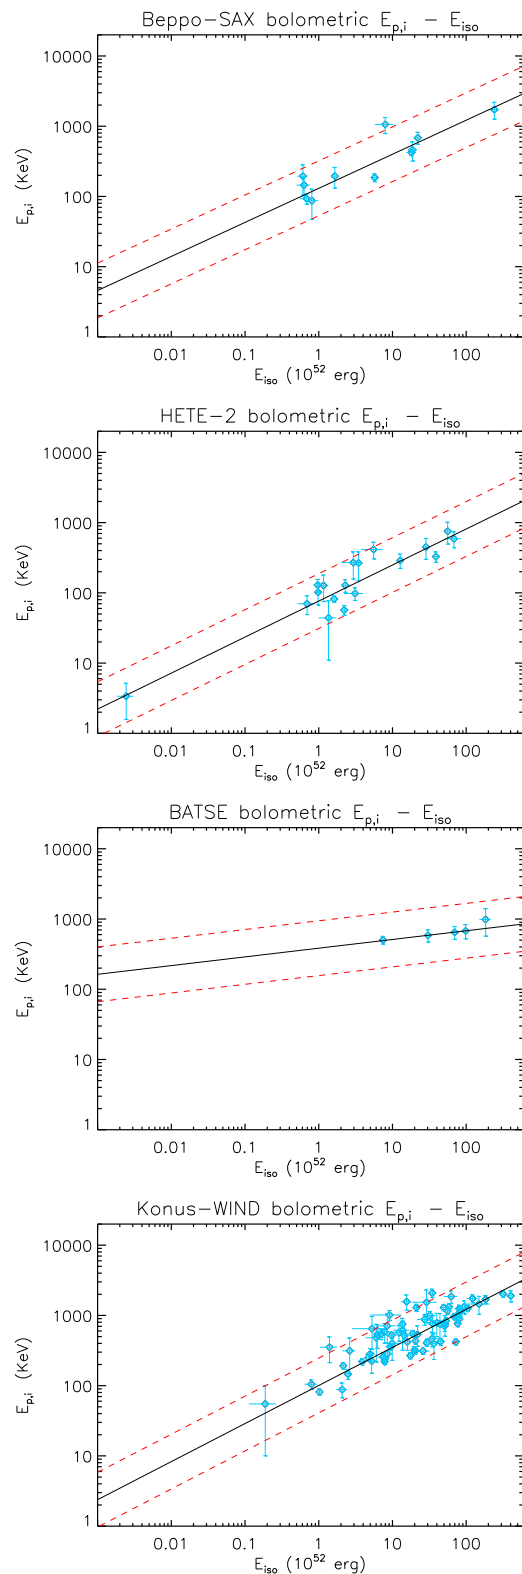 Beppo-SAX bolometric E_p,i - E_iso
10000
1000
100
10
1
E_p,i (KeV)
0.01 0.1 1 10 100
E_iso (10^52 erg)
HETE-2 bolometric E_p,i - E_iso
10000
1000
100
10
1
E_p,i (KeV)
0.01 0.1 1 10 100
E_iso (10^52 erg)
BATSE bolometric E_p,i - E_iso
10000
1000
100
10
1
E_p,i (KeV)
0.01 0.1 1 10 100
E_iso (10^52 erg)
Konus-WIND bolometric E_p,i - E_iso
10000
1000
100
10
1
E_p,i (KeV)
0.01 0.1 1 10 100
E_iso (10^52 erg)